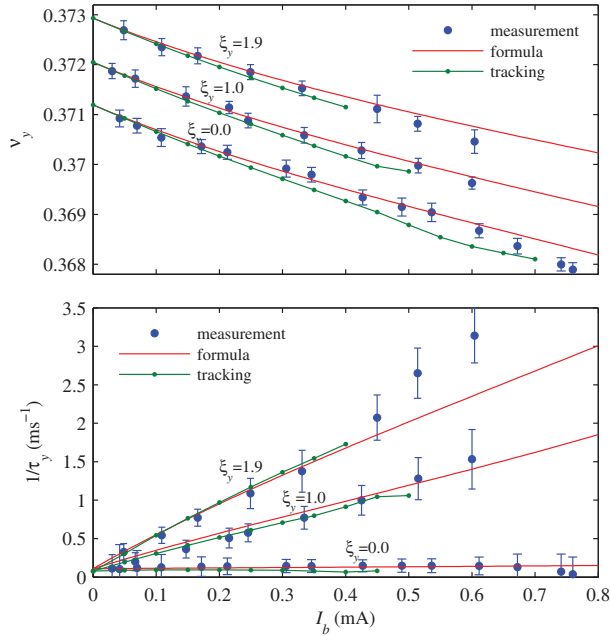 0.373
0.372
0.371
0.37
0.369
0.368
ν_y
ξ_y=1.9
ξ_y=1.0
ξ_y=0.0
measurement
formula
tracking
3.5
3
2.5
2
1.5
1
0.5
0
1/τ_y (ms⁻¹)
measurement
formula
tracking
ξ_y=1.9
ξ_y=1.0
ξ_y=0.0
0 0.1 0.2 0.3 0.4 0.5 0.6 0.7 0.8
I_b (mA)